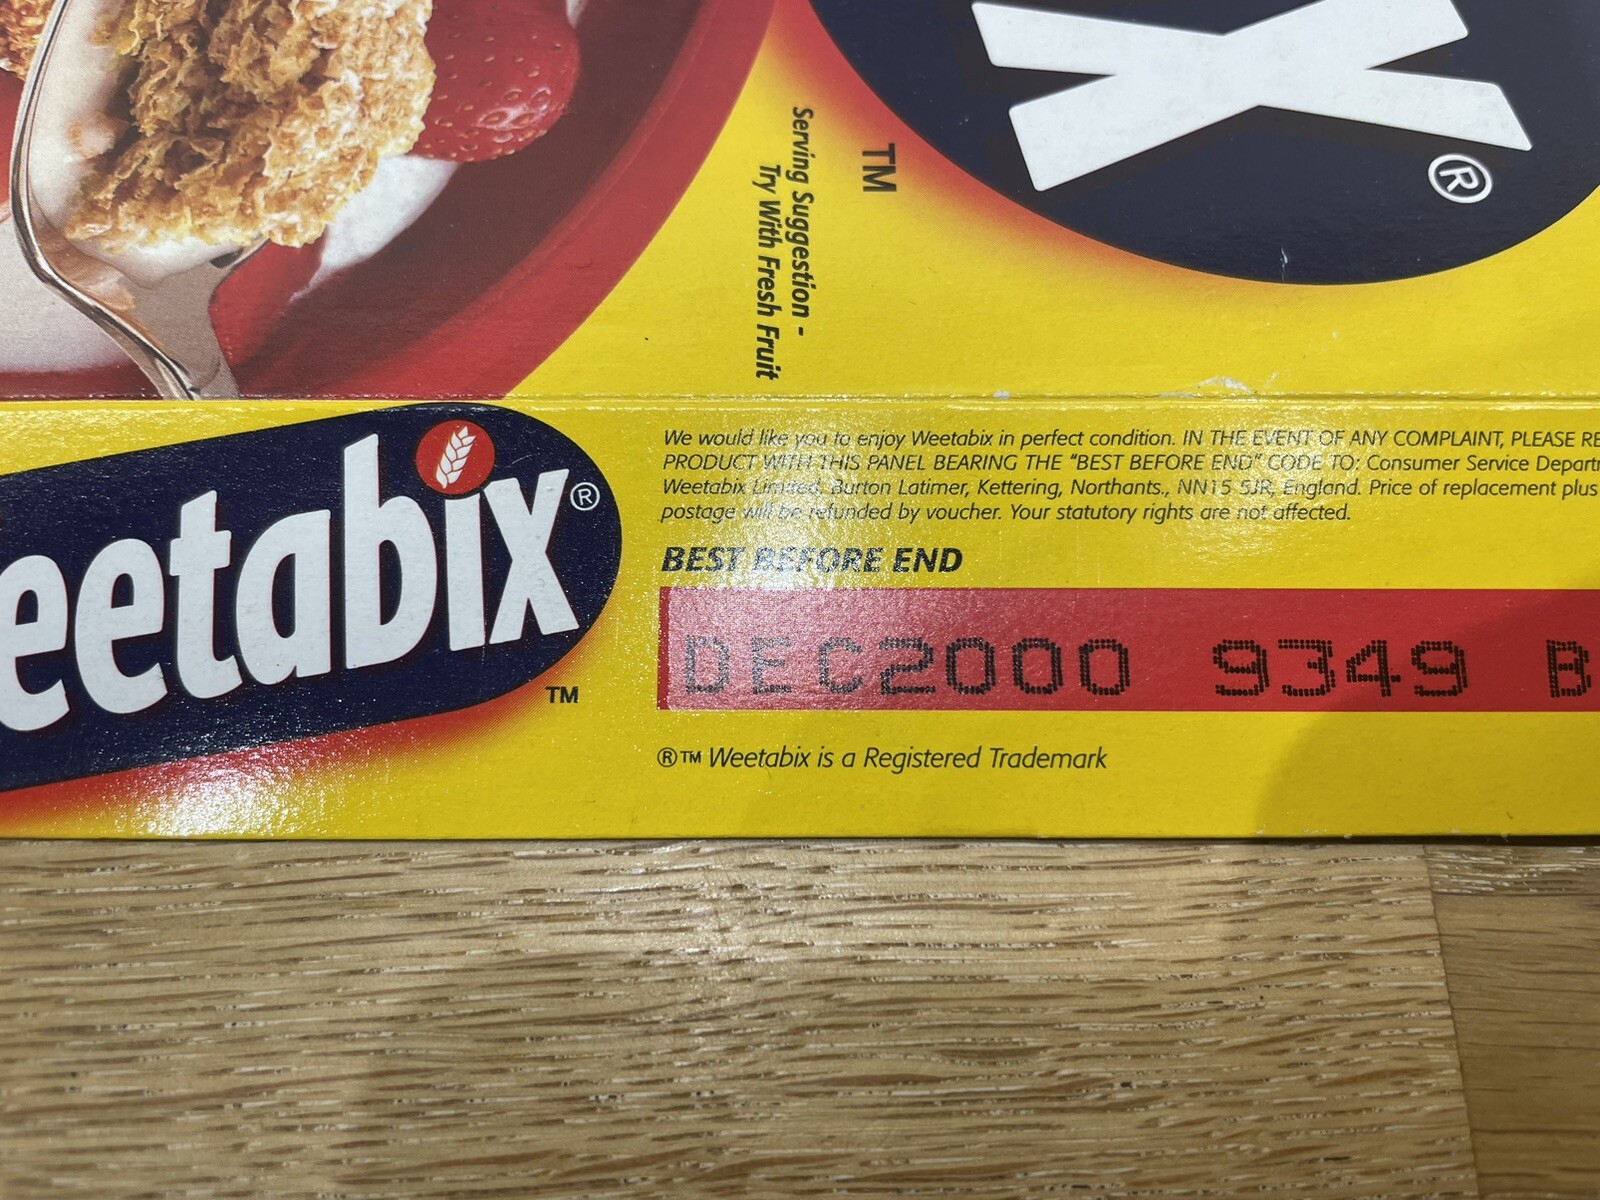 X®
TM
Serving Suggestion -
Try With Fresh Fruit
eetabix®
TM
We would like you to enjoy Weetabix in perfect condition. IN THE EVENT OF ANY COMPLAINT, PLEASE RE
PRODUCT WITH THIS PANEL BEARING THE "BEST BEFORE END" CODE TO: Consumer Service Departm
Weetabix Limited, Burton Latimer, Kettering, Northants., NN15 5JR, England. Price of replacement plus
postage will be refunded by voucher. Your statutory rights are not affected.
BEST BEFORE END
DEC2000 9349 B
®™ Weetabix is a Registered Trademark